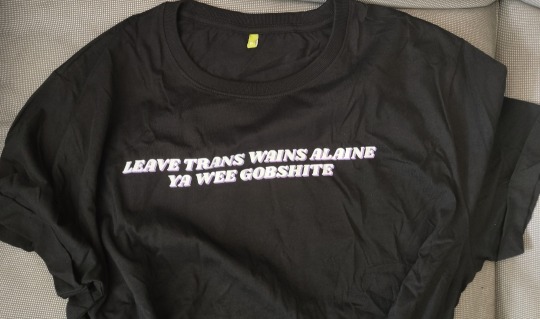 LEAVE TRANS WAINS ALAINE
YA WEE GOBSHITE